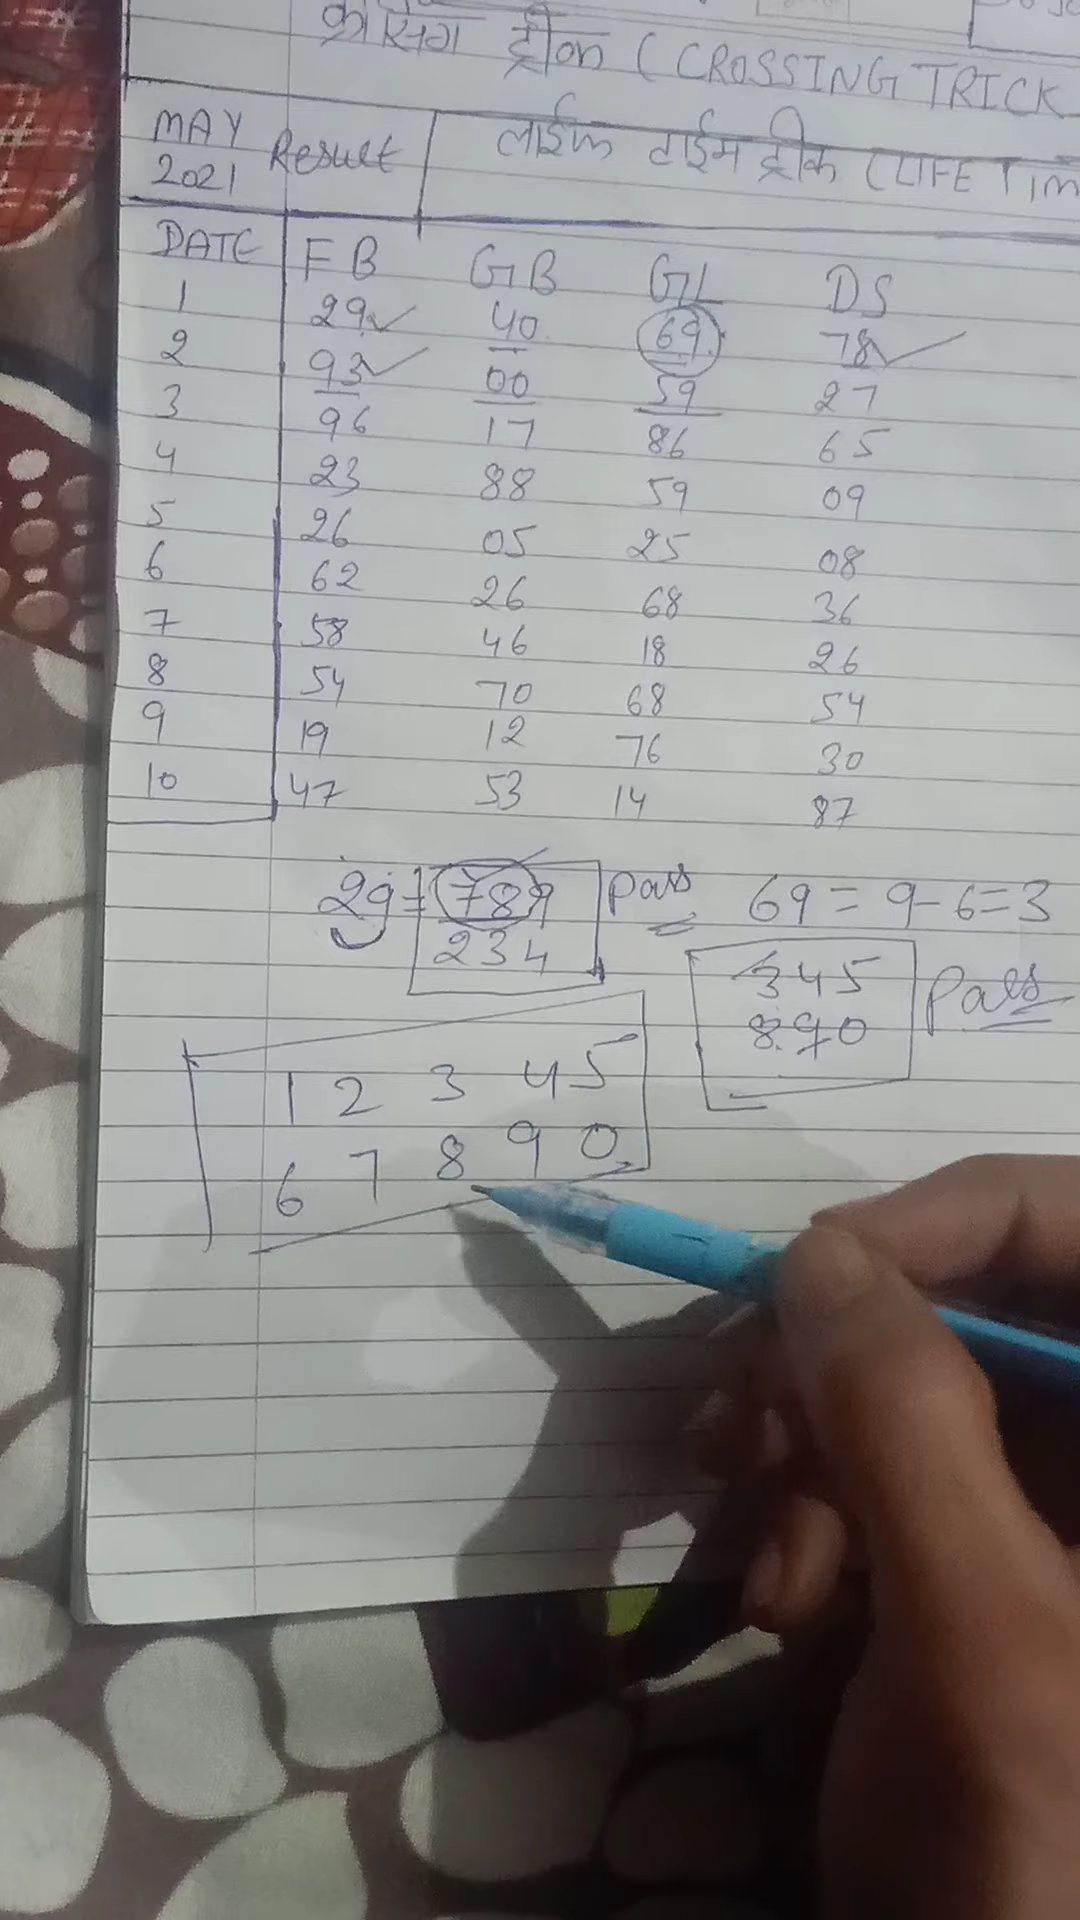 ट्रीक (CROSSING TRICK
MAY 2021 Result लाईफ टाईम ट्रीक (LIFE TIM
DATE FB GB GL DS
1 29 40 69 78
2 93 00 59 27
3 96 17 86 65
4 23 88 59 09
5 26 05 25 08
6 62 26 68 36
7 58 46 18 26
8 54 70 68 54
9 19 12 76 30
10 47 53 14 87
29= 789 Pass 69 = 9-6=3
234
345
890 Pass
1 2 3 4 5
6 7 8 9 0